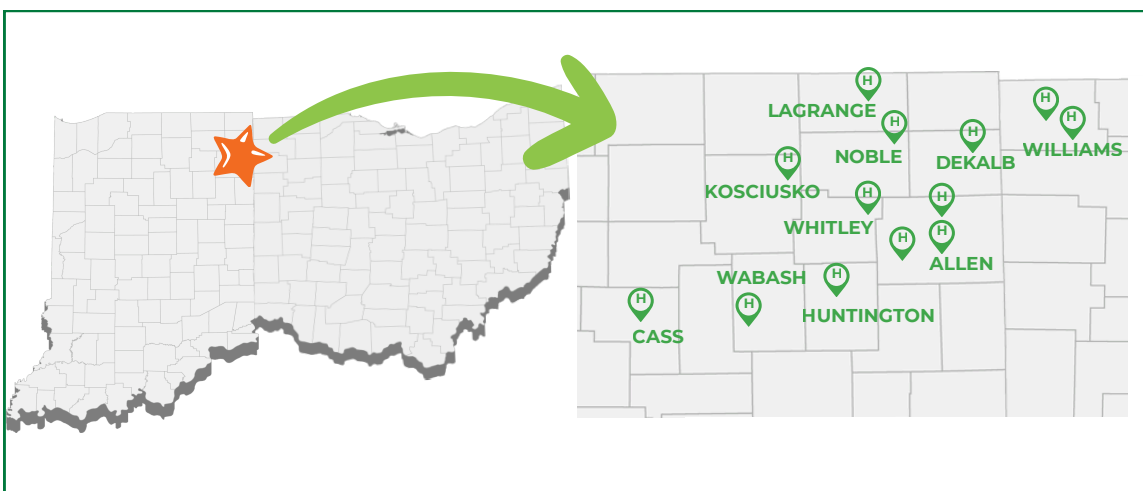 H
H
LAGRANGE
H
H
H
NOBLE
DEKALB
WILLIAMS
H
KOSCIUSKO
H
H
WHITLEY
H
H
ALLEN
WABASH
H
H
H
HUNTINGTON
CASS